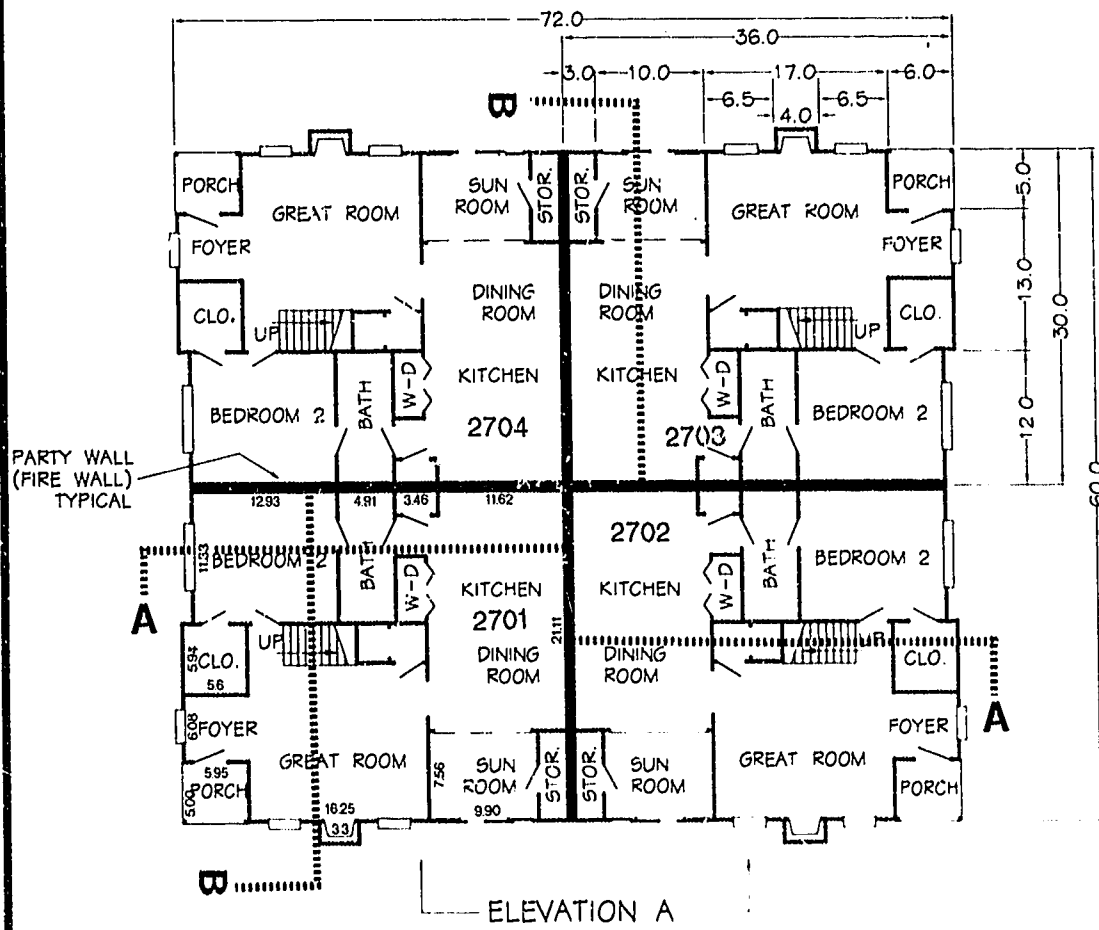 72.0
36.0
3.0 10.0 17.0 6.0
6.5 4.0 6.5
B
PORCH
GREAT ROOM
SUN
ROOM
STOR.
STOR.
SUN
ROOM
GREAT ROOM
PORCH
5.0
FOYER
FOYER
DINING
ROOM
DINING
ROOM
13.0
30.0
CLO.
UP
UP
CLO.
KITCHEN
KITCHEN
W-D
W-D
BATH
BATH
BEDROOM 2
BEDROOM 2
2704
2703
12.0
PARTY WALL
(FIRE WALL)
TYPICAL
60.0
12.93 4.91 3.46 11.62
11.33
BEDROOM 2
BATH
W-D
KITCHEN
2701
2702
KITCHEN
W-D
BATH
BEDROOM 2
A
21.11
UP
UP
5.94
CLO.
5.6
DINING
ROOM
DINING
ROOM
CLO.
A
6.08
FOYER
FOYER
5.95
5.00
PORCH
GREAT ROOM
16.25
3.3
7.56
SUN
ROOM
9.90
STOR.
STOR.
SUN
ROOM
GREAT ROOM
PORCH
B
ELEVATION A